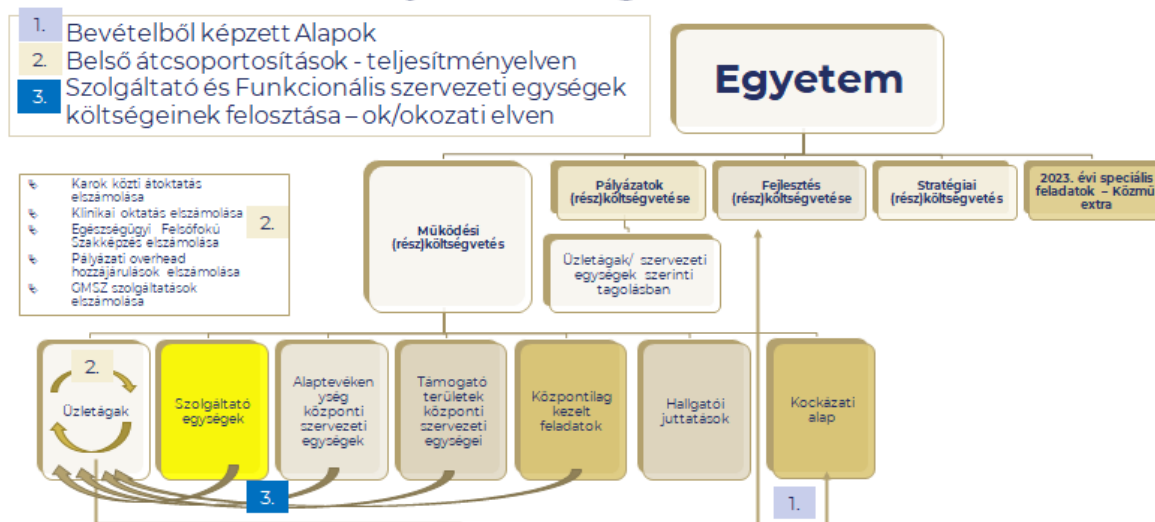 1. Bevételből képzett Alapok
2. Belső átcsoportosítások - teljesítményelven
3. Szolgáltató és Funkcionális szervezeti egységek
költségeinek felosztása – ok/okozati elven
Egyetem
Karok közti átoktatás
elszámolása
Klinikai oktatás elszámolása
Egészségügyi Felsőfokú
Szakképzés elszámolása
Pályázati overhead
hozzájárulások elszámolása
GMSZ szolgáltatások
elszámolása
2.
Működési
(rész)költségvetés
Pályázatok
(rész)költségvetése
Fejlesztés
(rész)költségvetése
Stratégiai
(rész)költségvetés
2023. évi speciális
feladatok – Közmű
extra
Üzletágak/ szervezeti
egységek szerinti
tagolásban
2.
Üzletágak
Szolgáltató
egységek
Alaptevéken
ység
központi
szervezeti
egységek
Támogató
területek
központi
szervezeti
egységei
Központilag
kezelt
feladatok
Hallgatói
juttatások
Kockázati
alap
3.
1.